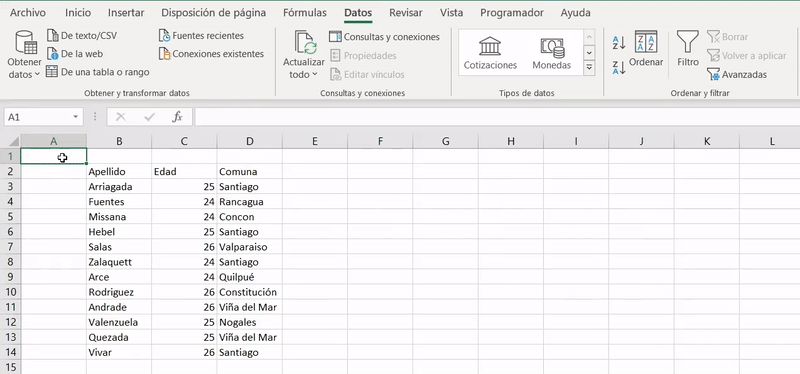 Archivo Inicio Insertar Disposición de página Fórmulas Datos Revisar Vista Programador Ayuda
Obtener datos
De texto/CSV
De la web
De una tabla o rango
Fuentes recientes
Conexiones existentes
Obtener y transformar datos
Actualizar todo
Consultas y conexiones
Propiedades
Editar vínculos
Consultas y conexiones
Cotizaciones Monedas
Tipos de datos
Ordenar
Filtro
Borrar
Volver a aplicar
Avanzadas
Ordenar y filtrar
A1 fx
A B C D E F G H I J K L
1
2 Apellido Edad Comuna
3 Arriagada 25 Santiago
4 Fuentes 24 Rancagua
5 Missana 24 Concon
6 Hebel 25 Santiago
7 Salas 26 Valparaiso
8 Zalaquett 24 Santiago
9 Arce 24 Quilpué
10 Rodriguez 26 Constitución
11 Andrade 26 Viña del Mar
12 Valenzuela 25 Nogales
13 Quezada 25 Viña del Mar
14 Vivar 26 Santiago
15